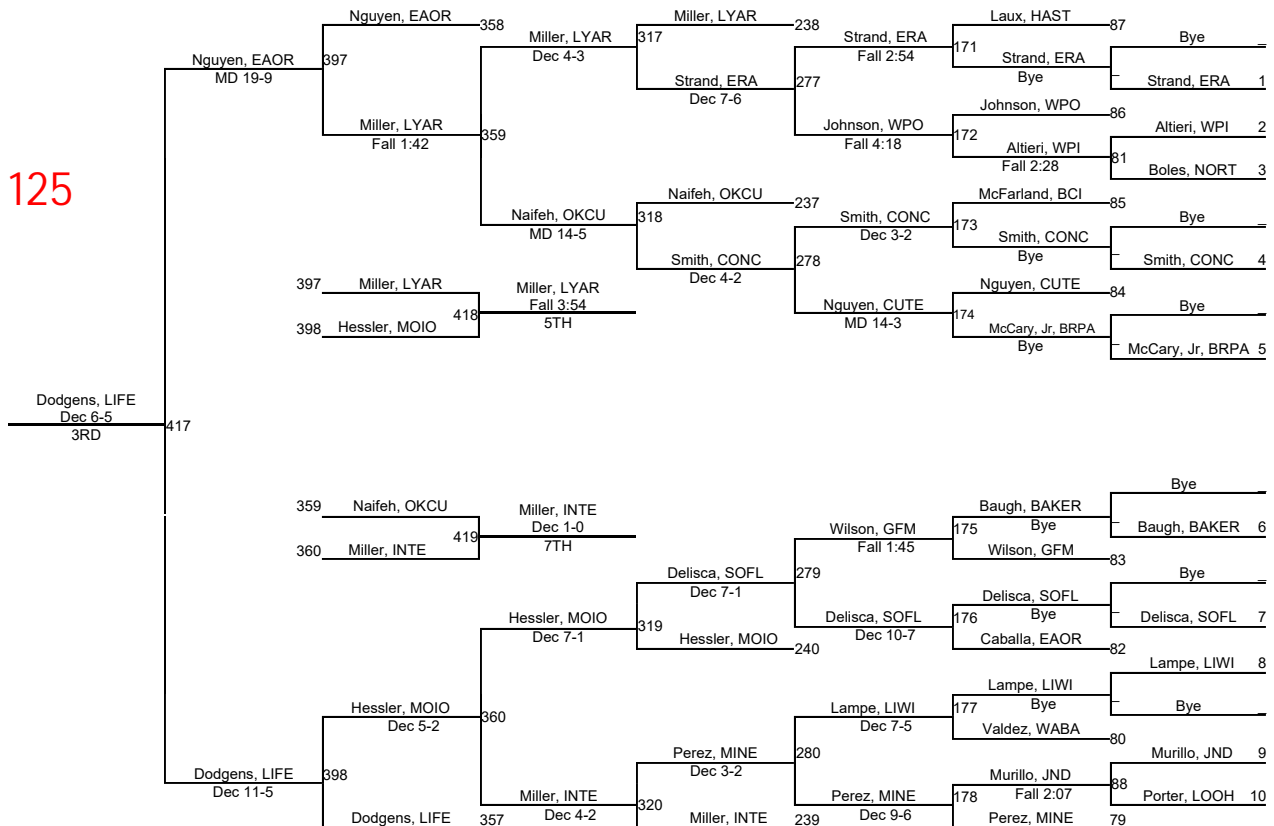 Nguyen, EAOR 358 Miller, LYAR 238 Laux, HAST 87
Miller, LYAR 317 Strand, ERA Bye _
Dec 4-3 Fall 2:54 171
Nguyen, EAOR 397 Strand, ERA
MD 19-9 Strand, ERA 277 Bye _ Strand, ERA 1
Dec 7-6
Johnson, WPO 86
Miller, LYAR 359 Johnson, WPO 172 Altieri, WPI 2
Fall 1:42 Fall 4:18 Altieri, WPI 81
Fall 2:28 Boles, NORT 3
125
Naifeh, OKCU 237 McFarland, BCI 85
Naifeh, OKCU 318 Smith, CONC 173 Bye _
MD 14-5 Dec 3-2 Smith, CONC
Smith, CONC 278 Bye _ Smith, CONC 4
Dec 4-2
397 Miller, LYAR Miller, LYAR Nguyen, CUTE 84
418 Fall 3:54 Nguyen, CUTE 174 Bye _
398 Hessler, MOIO 5TH MD 14-3 McCary, Jr, BRPA
Bye _ McCary, Jr, BRPA 5
Dodgens, LIFE
Dec 6-5
3RD 417
Bye _
359 Naifeh, OKCU Miller, INTE Baugh, BAKER
419 Dec 1-0 Wilson, GFM 175 Bye _ Baugh, BAKER 6
360 Miller, INTE 7TH Fall 1:45 Wilson, GFM 83
Delisca, SOFL 279 Bye _
Dec 7-1 Delisca, SOFL
Hessler, MOIO 319 Delisca, SOFL 176 Bye _ Delisca, SOFL 7
Dec 7-1 Hessler, MOIO 240 Dec 10-7 Caballa, EAOR 82
Lampe, LIWI 8
Lampe, LIWI
Hessler, MOIO 360 Lampe, LIWI 177 Bye Bye _
Dec 5-2 Dec 7-5 Valdez, WABA 80
Perez, MINE 280 Murillo, JND 9
Dec 3-2
Dodgens, LIFE 398 Murillo, JND 88
Dec 11-5 Miller, INTE 320 Perez, MINE 178 Fall 2:07 Porter, LOOH 10
Dodgens, LIFE 357 Dec 4-2 Miller, INTE 239 Dec 9-6 Perez, MINE 79